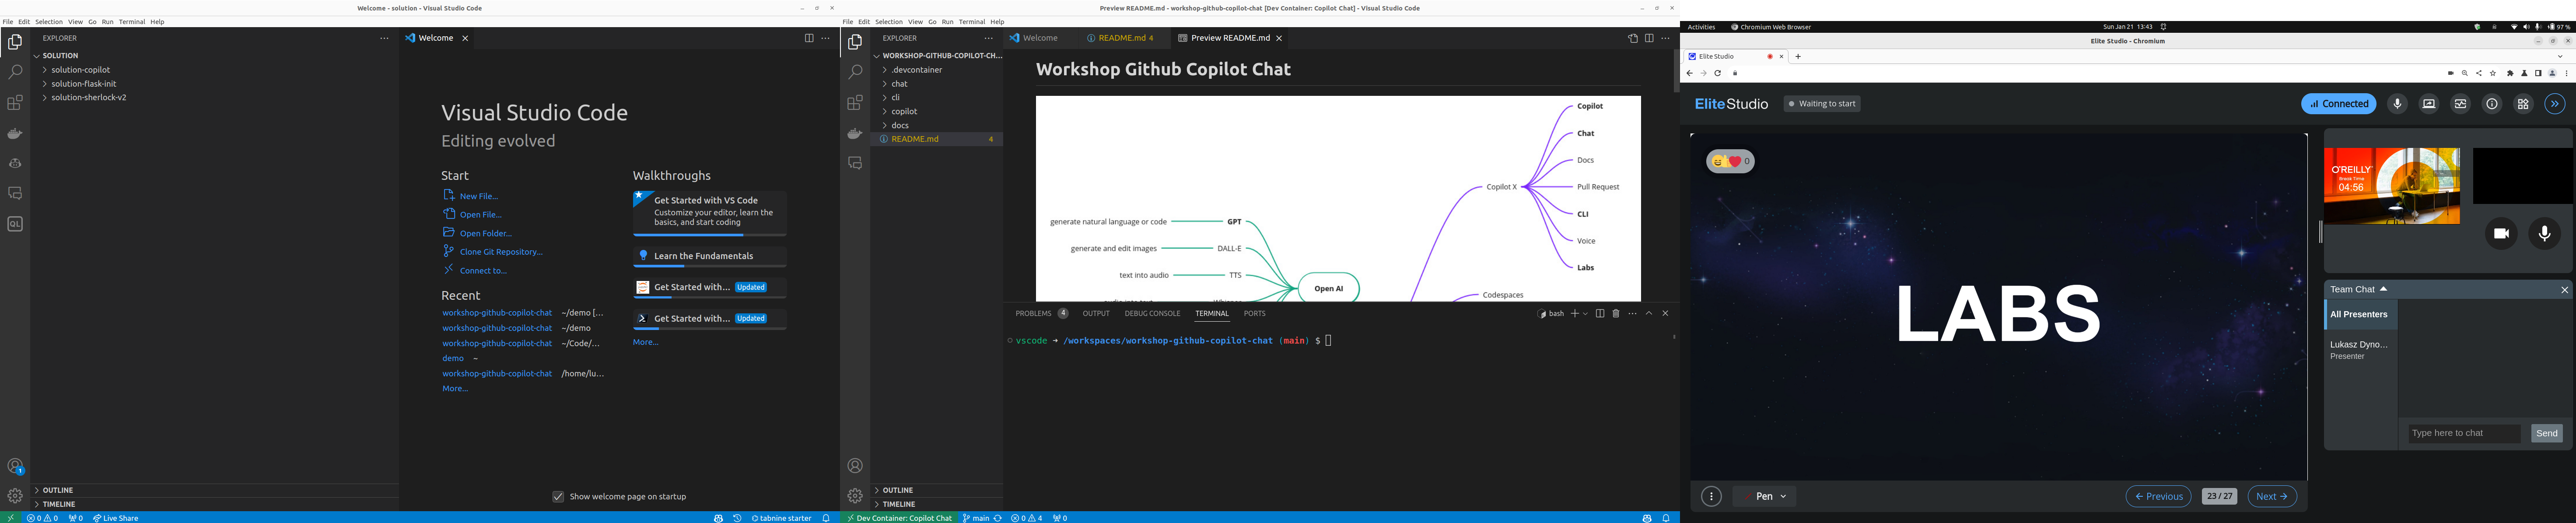 Welcome - solution - Visual Studio Code
File Edit Selection View Go Run Terminal Help
EXPLORER
SOLUTION
solution-copilot
solution-flask-init
solution-sherlock-v2
OUTLINE
TIMELINE
Welcome
Visual Studio Code
Editing evolved
Start
New File...
Open File...
Open Folder...
Clone Git Repository...
Connect to...
Recent
workshop-github-copilot-chat ~/demo [...
workshop-github-copilot-chat ~/demo
workshop-github-copilot-chat ~/Code/...
demo ~
workshop-github-copilot-chat /home/lu...
More...
Walkthroughs
Get Started with VS Code
Customize your editor, learn the
basics, and start coding
Learn the Fundamentals
Get Started with... Updated
Get Started with... Updated
More...
Show welcome page on startup
1
QL
0 0 0 Live Share
tabnine starter
Preview README.md - workshop-github-copilot-chat [Dev Container: Copilot Chat] - Visual Studio Code
File Edit Selection View Go Run Terminal Help
EXPLORER
WORKSHOP-GITHUB-COPILOT-CH...
.devcontainer
chat
cli
copilot
docs
README.md 4
OUTLINE
TIMELINE
Welcome
README.md 4
Preview README.md
Workshop Github Copilot Chat
Copilot
Chat
Docs
Copilot X
Pull Request
CLI
Voice
Labs
Codespaces
generate natural language or code GPT
generate and edit images DALL-E
text into audio TTS
Open AI
PROBLEMS 4 OUTPUT DEBUG CONSOLE TERMINAL PORTS
bash
vscode → /workspaces/workshop-github-copilot-chat (main) $
Dev Container: Copilot Chat main 0 4 0
Activities Chromium Web Browser
Sun Jan 21 13:43
97 %
Elite Studio - Chromium
Elite Studio
EliteStudio
Waiting to start
Connected
0
LABS
O'REILLY
Break Time
04:56
Team Chat
All Presenters
Lukasz Dyno...
Presenter
Type here to chat
Send
Pen
Previous
23 / 27
Next